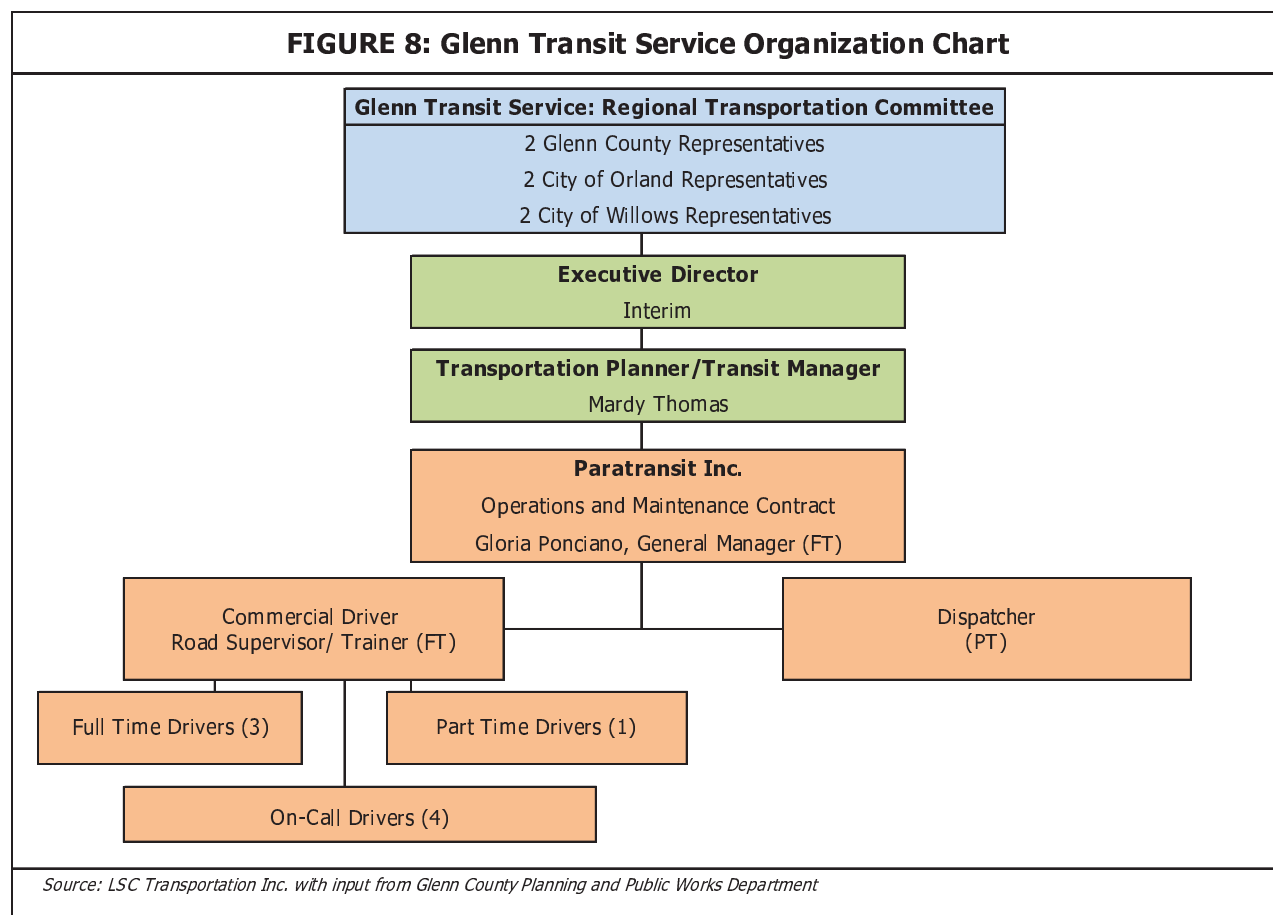 FIGURE 8: Glenn Transit Service Organization Chart
Glenn Transit Service: Regional Transportation Committee
2 Glenn County Representatives
2 City of Orland Representatives
2 City of Willows Representatives
Executive Director
Interim
Transportation Planner/Transit Manager
Mardy Thomas
Paratransit Inc.
Operations and Maintenance Contract
Gloria Ponciano, General Manager (FT)
Commercial Driver
Road Supervisor/ Trainer (FT)
Dispatcher
(PT)
Full Time Drivers (3)
Part Time Drivers (1)
On-Call Drivers (4)
Source: LSC Transportation Inc. with input from Glenn County Planning and Public Works Department